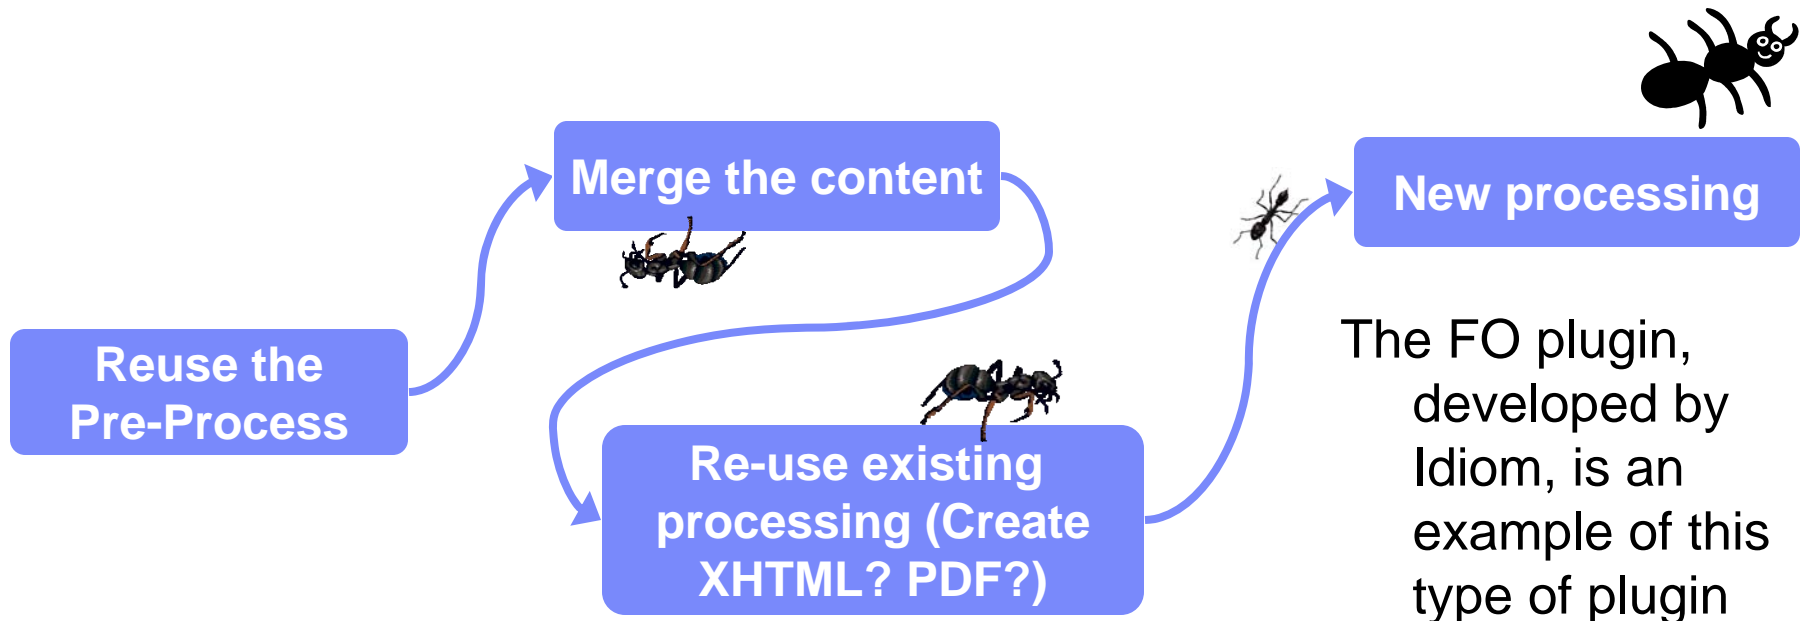 Merge the content
New processing
Reuse the
Pre-Process
Re-use existing
processing (Create
XHTML? PDF?)
The FO plugin,
developed by
Idiom, is an
example of this
type of plugin